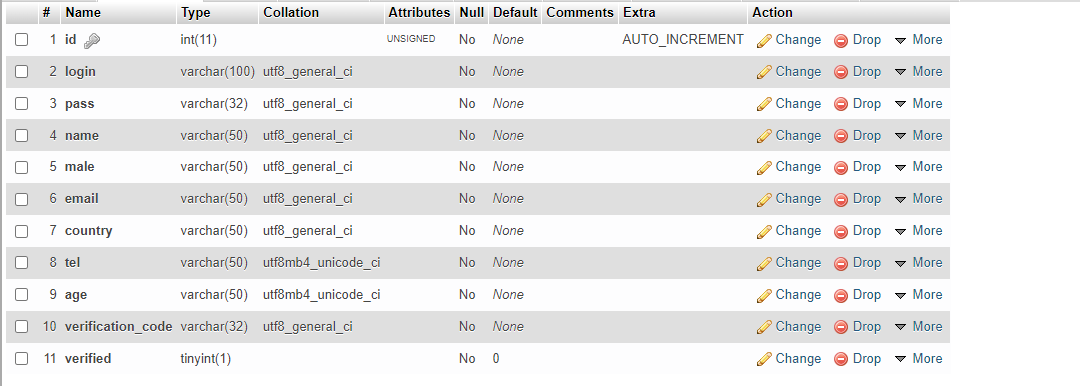 # Name Type Collation Attributes Null Default Comments Extra Action
1 id int(11) UNSIGNED No None AUTO_INCREMENT Change Drop More
2 login varchar(100) utf8_general_ci No None Change Drop More
3 pass varchar(32) utf8_general_ci No None Change Drop More
4 name varchar(50) utf8_general_ci No None Change Drop More
5 male varchar(50) utf8_general_ci No None Change Drop More
6 email varchar(50) utf8_general_ci No None Change Drop More
7 country varchar(50) utf8_general_ci No None Change Drop More
8 tel varchar(50) utf8mb4_unicode_ci No None Change Drop More
9 age varchar(50) utf8mb4_unicode_ci No None Change Drop More
10 verification_code varchar(32) utf8_general_ci No None Change Drop More
11 verified tinyint(1) No 0 Change Drop More